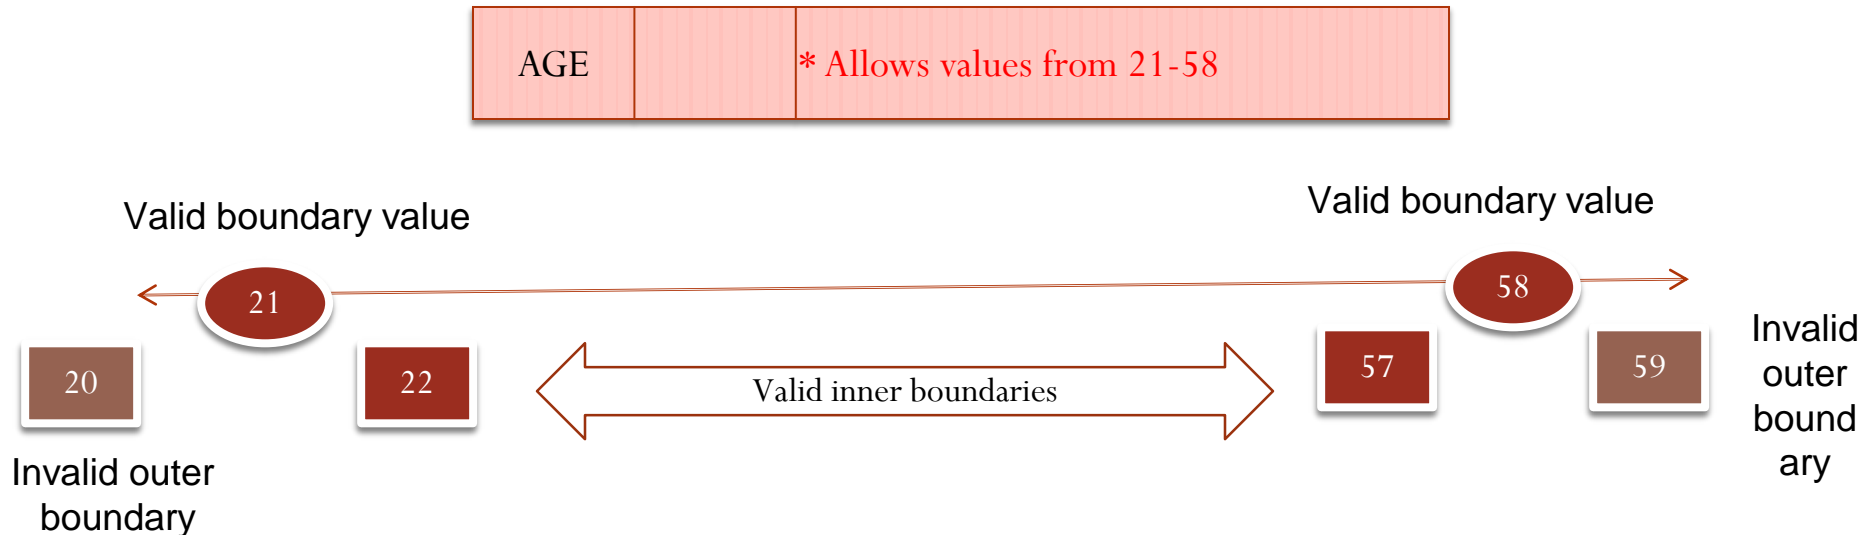 AGE * Allows values from 21-58
Valid boundary value
Valid boundary value
21
58
20
22
Valid inner boundaries
57
59
Invalid outer
boundary
Invalid
outer
bound
ary